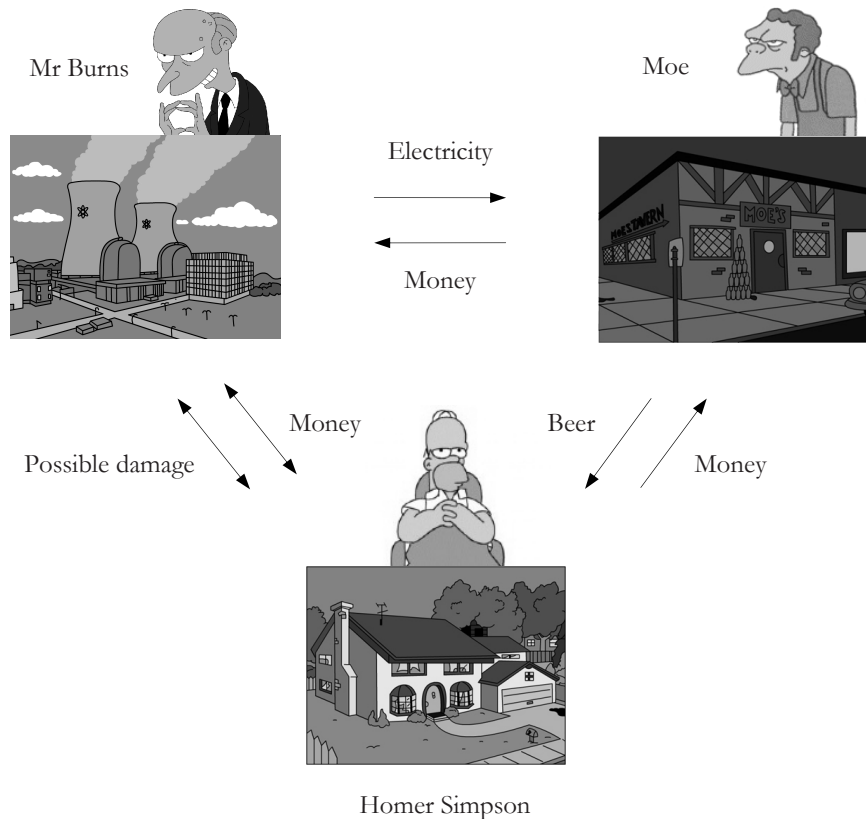 Mr Burns
Moe
Electricity
MOE'S
MOE'S TAVERN
Money
Money
Beer
Possible damage
Money
Homer Simpson